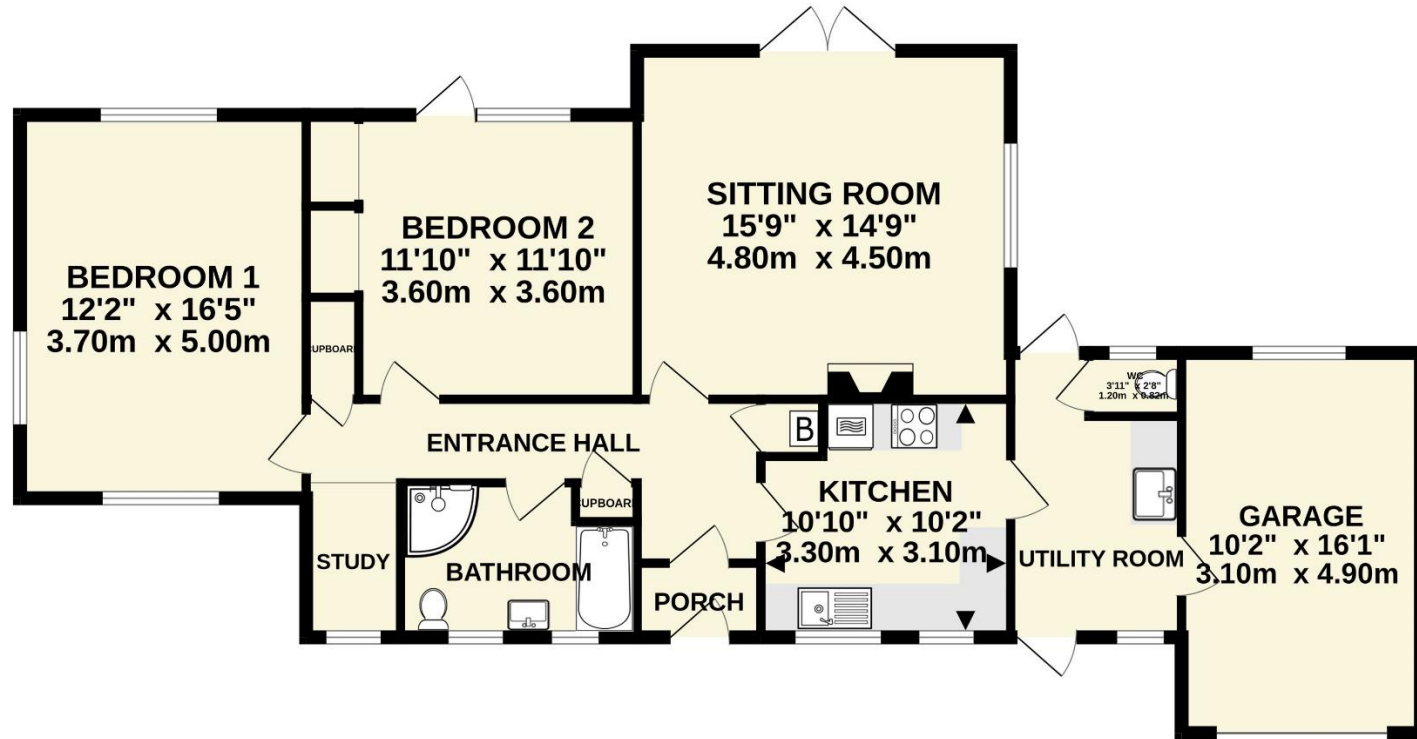 BEDROOM 1
12'2" x 16'5"
3.70m x 5.00m
BEDROOM 2
11'10" x 11'10"
3.60m x 3.60m
SITTING ROOM
15'9" x 14'9"
4.80m x 4.50m
CUPBOARD
ENTRANCE HALL
B
CUPBOARD
STUDY
BATHROOM
PORCH
KITCHEN
10'10" x 10'2"
3.30m x 3.10m
WC
3'11" x 2'8"
1.20m x 0.82m
UTILITY ROOM
GARAGE
10'2" x 16'1"
3.10m x 4.90m